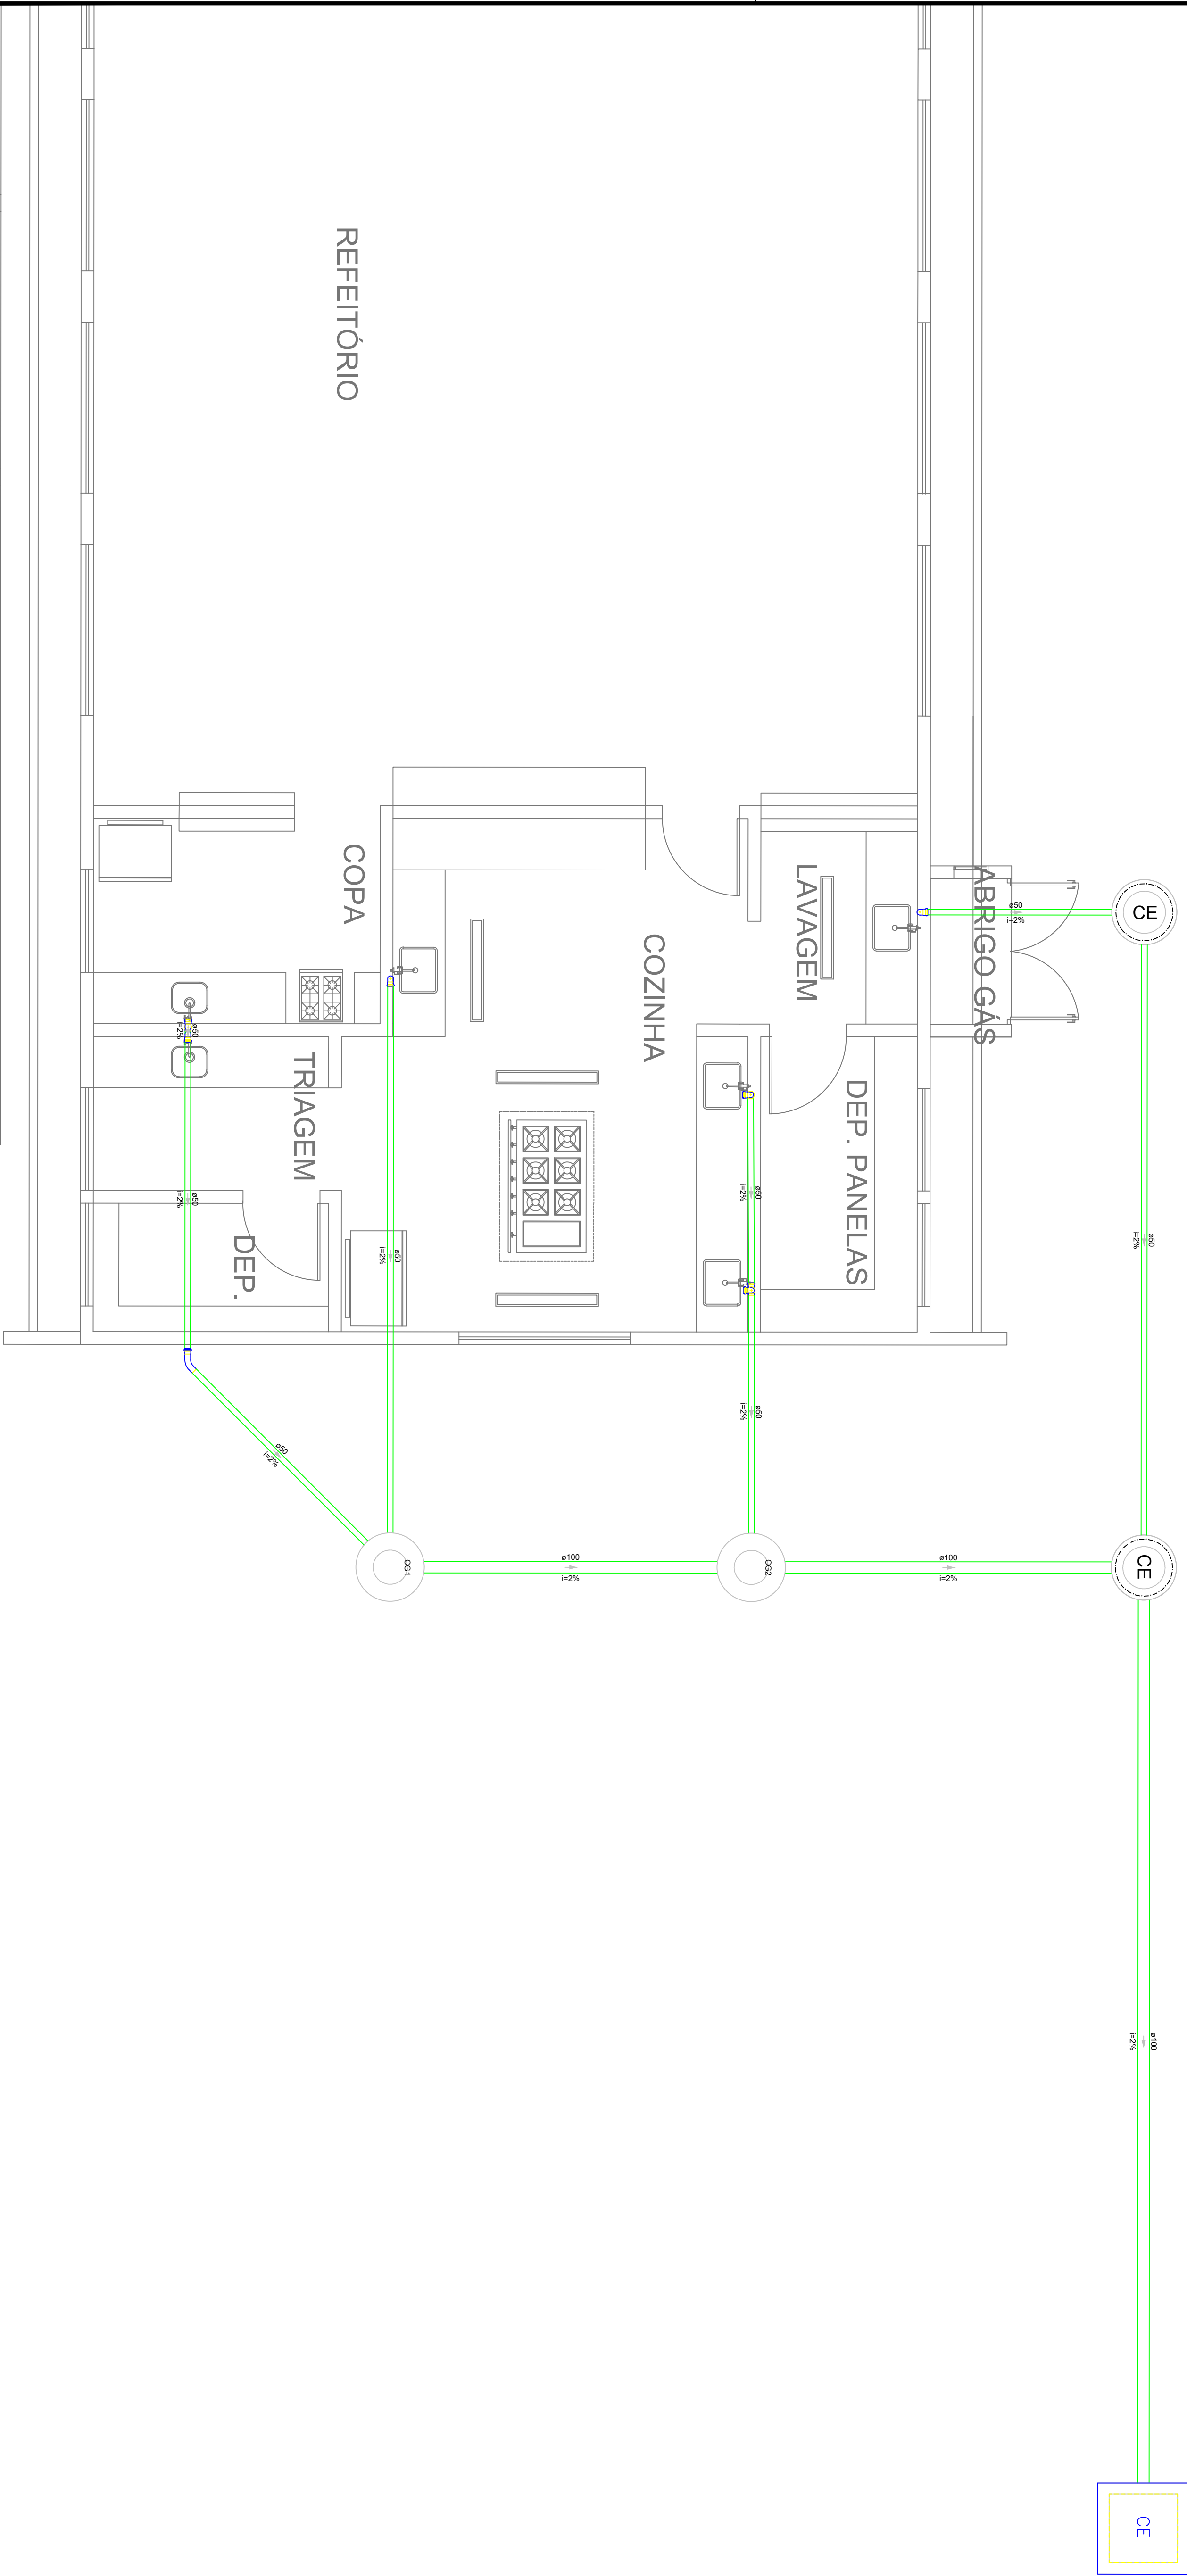 REFEITÓRIO
COPA
LAVAGEM
ABRIGO GÁS
ø50
i=2%
CE
COZINHA
ø50
i=2%
TRIAGEM
DEP. PANELAS
ø50
i=2%
ø50
i=2%
DEP.
ø50
i=2%
ø50
i=2%
ø50
i=2%
ø50
i=2%
CG1
ø100
i=2%
CG2
ø100
i=2%
CE
ø100
i=2%
CE